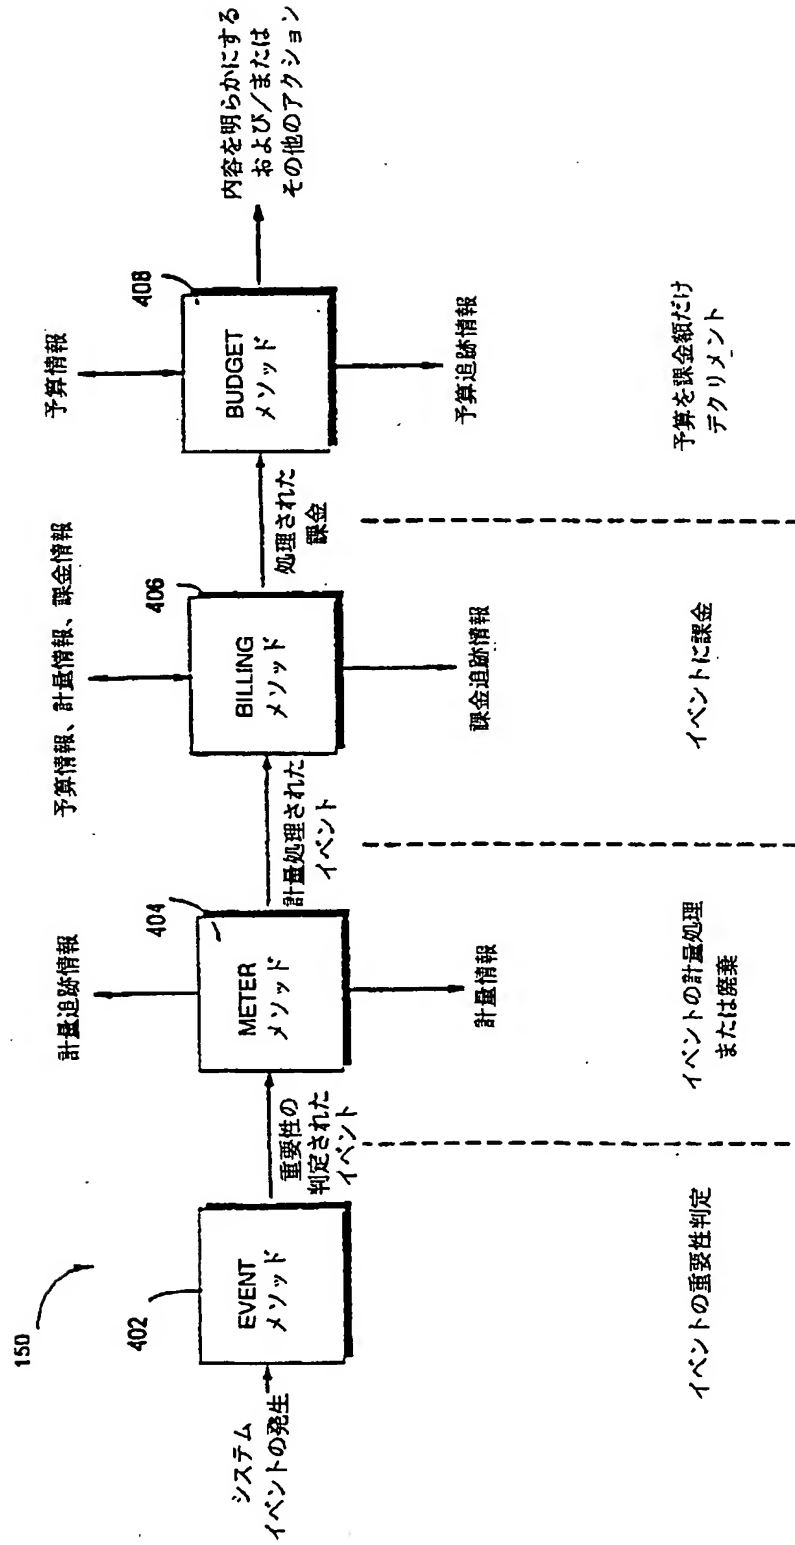 150
システム
イベントの発生
402
EVENT
メソッド
重要性の
判定された
イベント
イベントの重要性判定
計量追跡情報
404
METER
メソッド
計量情報
計量処理された
イベント
イベントの計量処理
または廃棄
予算情報、計量情報、課金情報
406
BILLING
メソッド
課金追跡情報
処理された
課金
イベントに課金
予算情報
408
BUDGET
メソッド
予算追跡情報
予算を課金額だけ
デクリメント
内容を明らかにする
および/または
その他のアクション